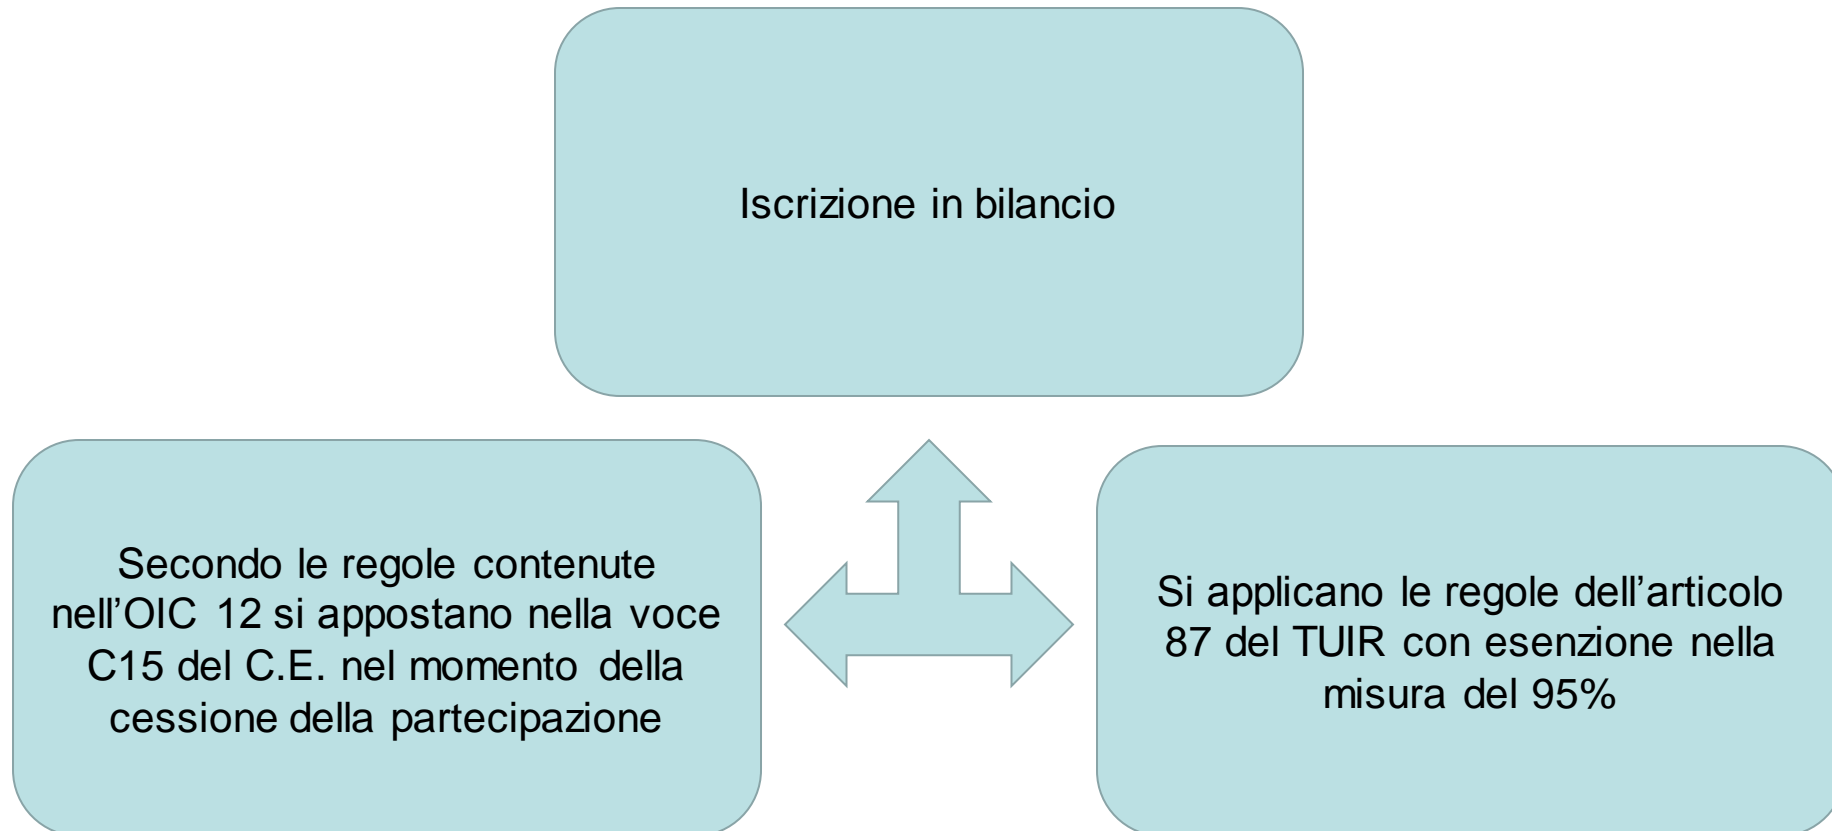 Iscrizione in bilancio
Secondo le regole contenute
nell’OIC 12 si appostano nella voce
C15 del C.E. nel momento della
cessione della partecipazione
Si applicano le regole dell’articolo
87 del TUIR con esenzione nella
misura del 95%